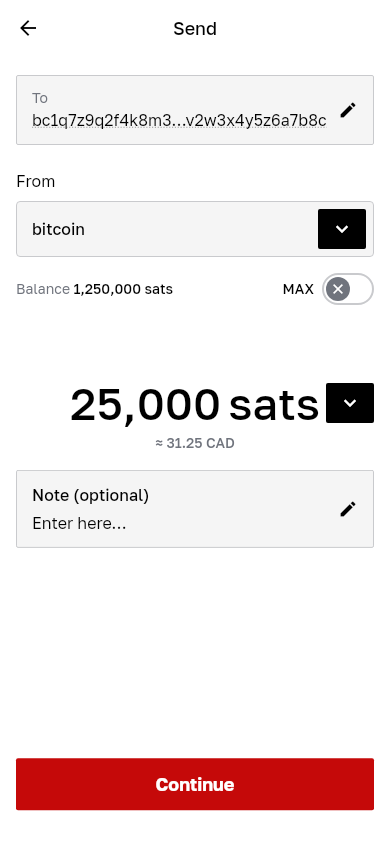 Send
To
bc1q7z9q2f4k8m3...v2w3x4y5z6a7b8c
From
bitcoin
Balance 1,250,000 sats
MAX
25,000 sats
≈ 31.25 CAD
Note (optional)
Enter here...
Continue